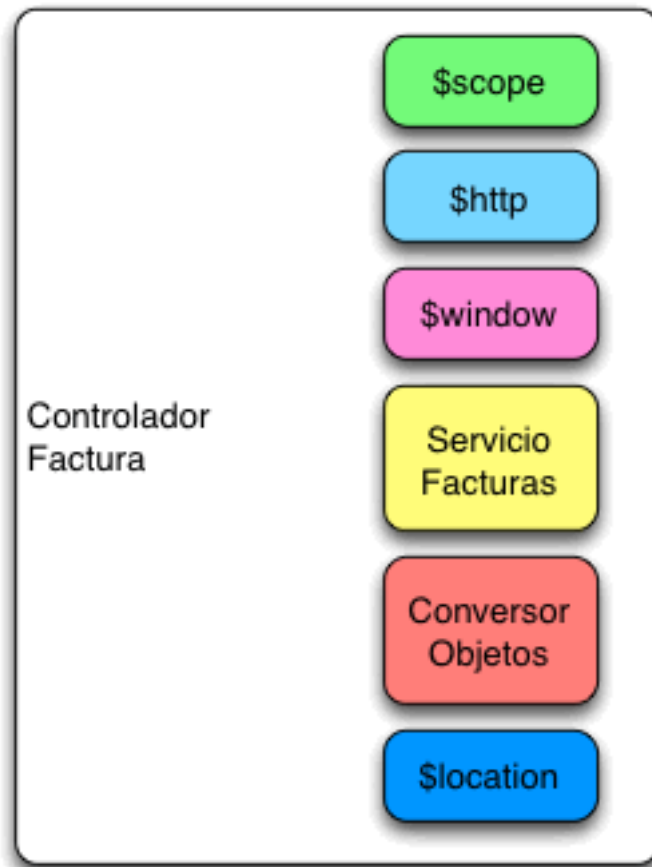 $scope
$http
$window
Controlador
Factura
Servicio
Facturas
Conversor
Objetos
$location